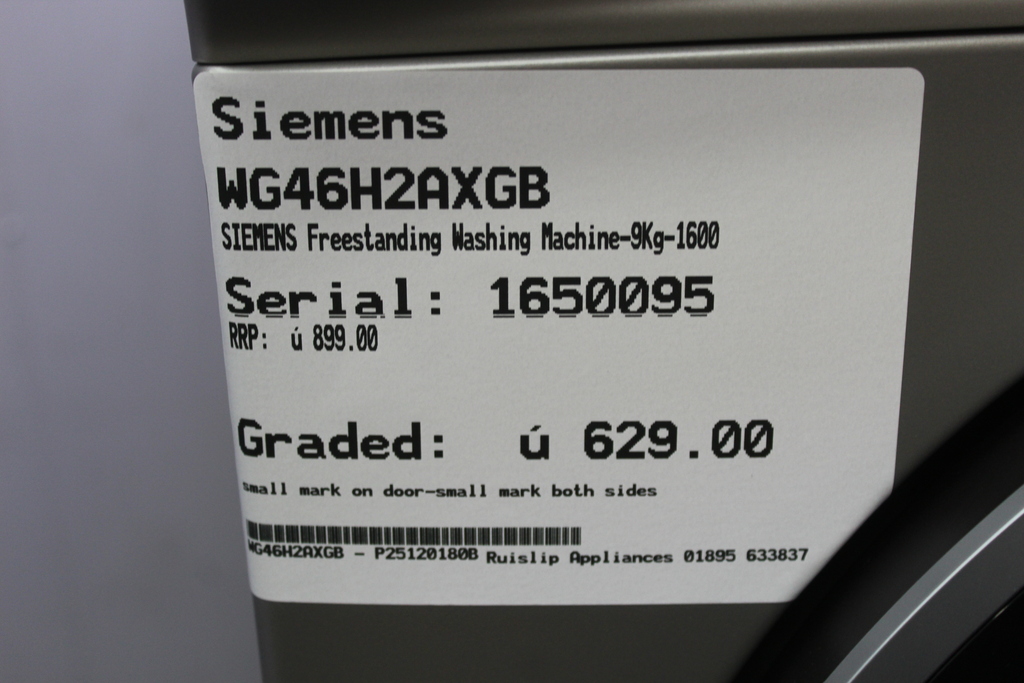 Siemens
WG46H2AXGB
SIEMENS Freestanding Washing Machine-9Kg-1600
Serial: 1650095
RRP: ú 899.00
Graded: ú 629.00
small mark on door-small mark both sides
WG46H2AXGB - P25120180B Ruislip Appliances 01895 633837